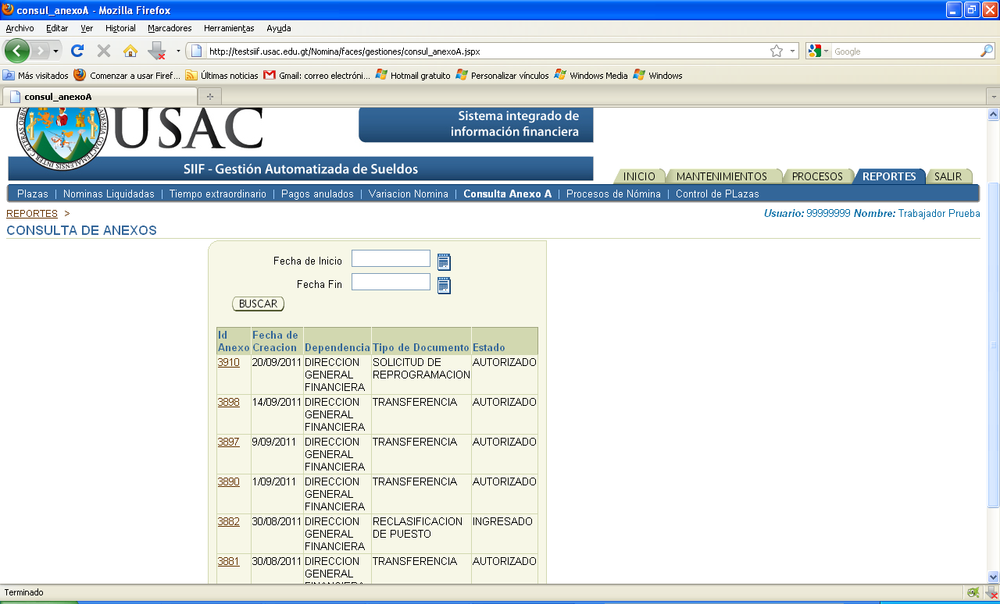 consul_anexoA - Mozilla Firefox
Archivo Editar Ver Historial Marcadores Herramientas Ayuda
http://testsiif.usac.edu.gt/Nomina/faces/gestiones/consul_anexoA.jspx
Google
Más visitados Comenzar a usar Firef... Últimas noticias Gmail: correo electróni... Hotmail gratuito Personalizar vínculos Windows Media Windows
consul_anexoA
USAC
Sistema integrado de
información financiera
SIIF - Gestión Automatizada de Sueldos
INICIO MANTENIMIENTOS PROCESOS REPORTES SALIR
Plazas | Nominas Liquidadas | Tiempo extraordinario | Pagos anulados | Variacion Nomina | Consulta Anexo A | Procesos de Nómina | Control de PLazas
REPORTES >
Usuario: 99999999 Nombre: Trabajador Prueba
CONSULTA DE ANEXOS
Fecha de Inicio
Fecha Fin
BUSCAR
Id Fecha de
Anexo Creacion Dependencia Tipo de Documento Estado
3910 20/09/2011 DIRECCION SOLICITUD DE AUTORIZADO
GENERAL REPROGRAMACION
FINANCIERA
3898 14/09/2011 DIRECCION TRANSFERENCIA AUTORIZADO
GENERAL
FINANCIERA
3897 9/09/2011 DIRECCION TRANSFERENCIA AUTORIZADO
GENERAL
FINANCIERA
3890 1/09/2011 DIRECCION TRANSFERENCIA AUTORIZADO
GENERAL
FINANCIERA
3882 30/08/2011 DIRECCION RECLASIFICACION INGRESADO
GENERAL DE PUESTO
FINANCIERA
3881 30/08/2011 DIRECCION TRANSFERENCIA AUTORIZADO
GENERAL
FINANCIERA
Terminado